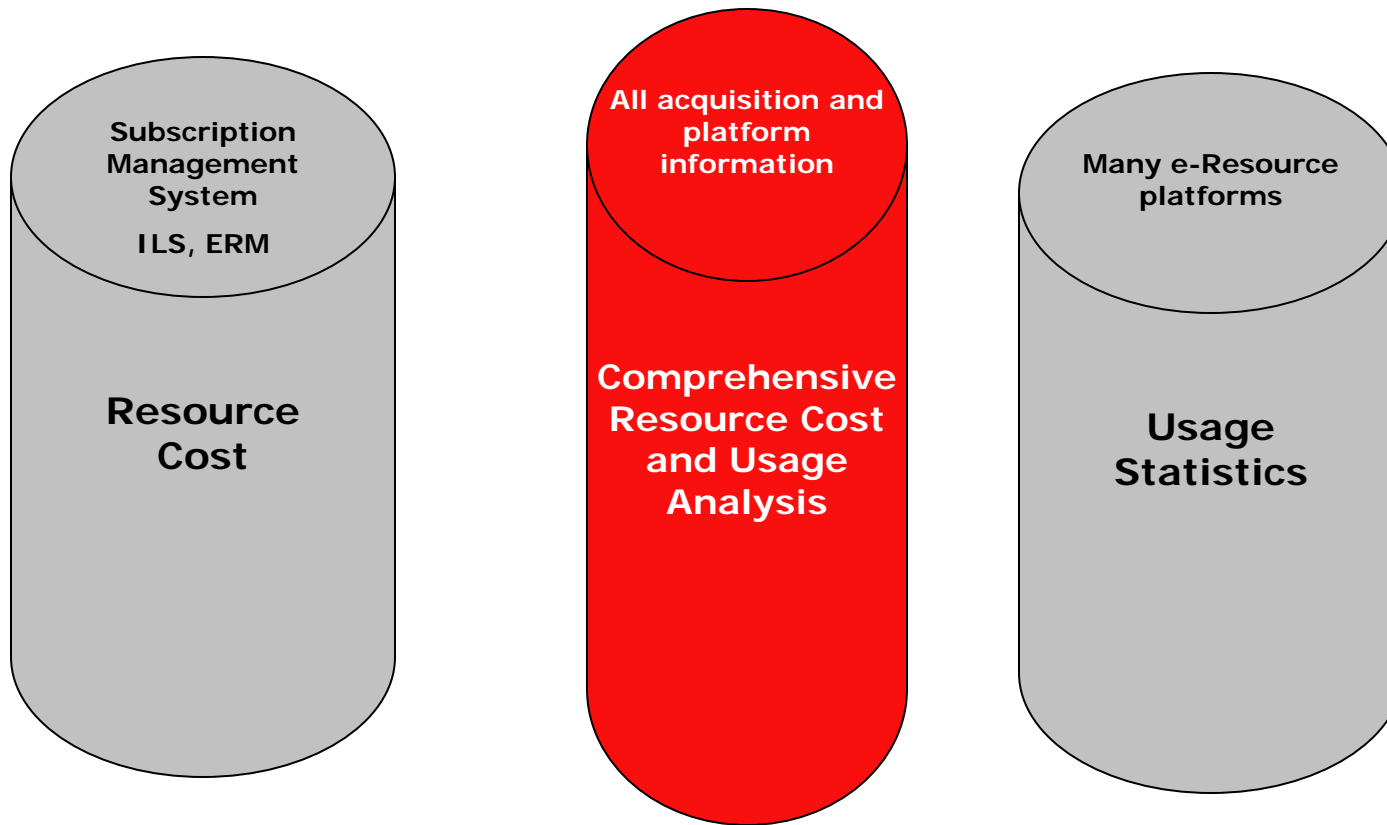 Subscription
Management
System
ILS, ERM
Resource
Cost
All acquisition and
platform
information
Comprehensive
Resource Cost
and Usage
Analysis
Many e-Resource
platforms
Usage
Statistics